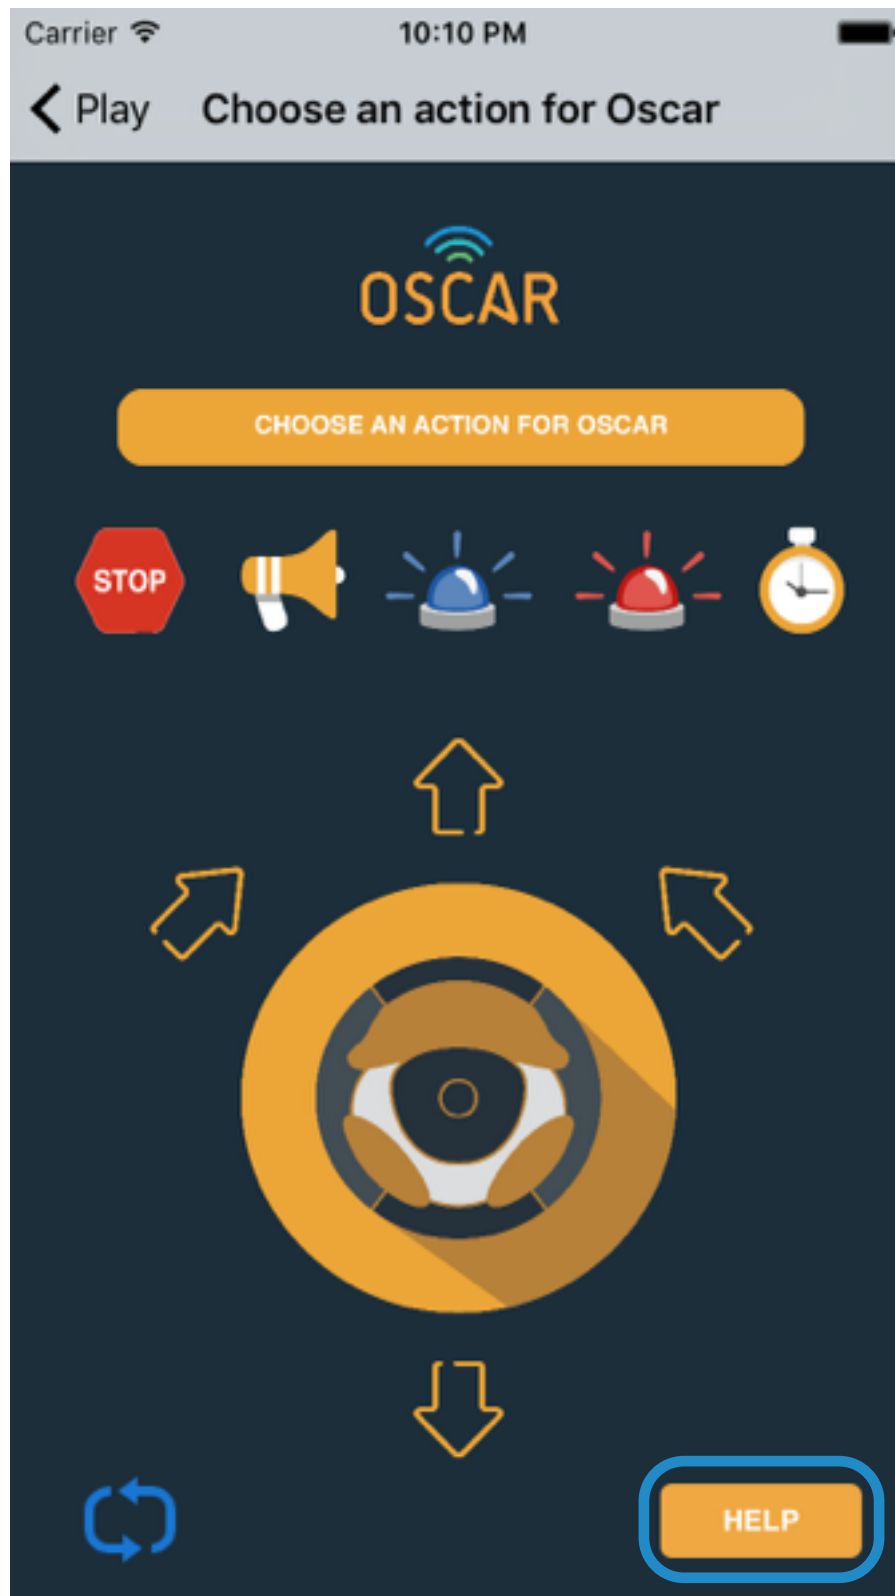 Carrier 10:10 PM
Play Choose an action for Oscar
OSCAR
CHOOSE AN ACTION FOR OSCAR
STOP
HELP